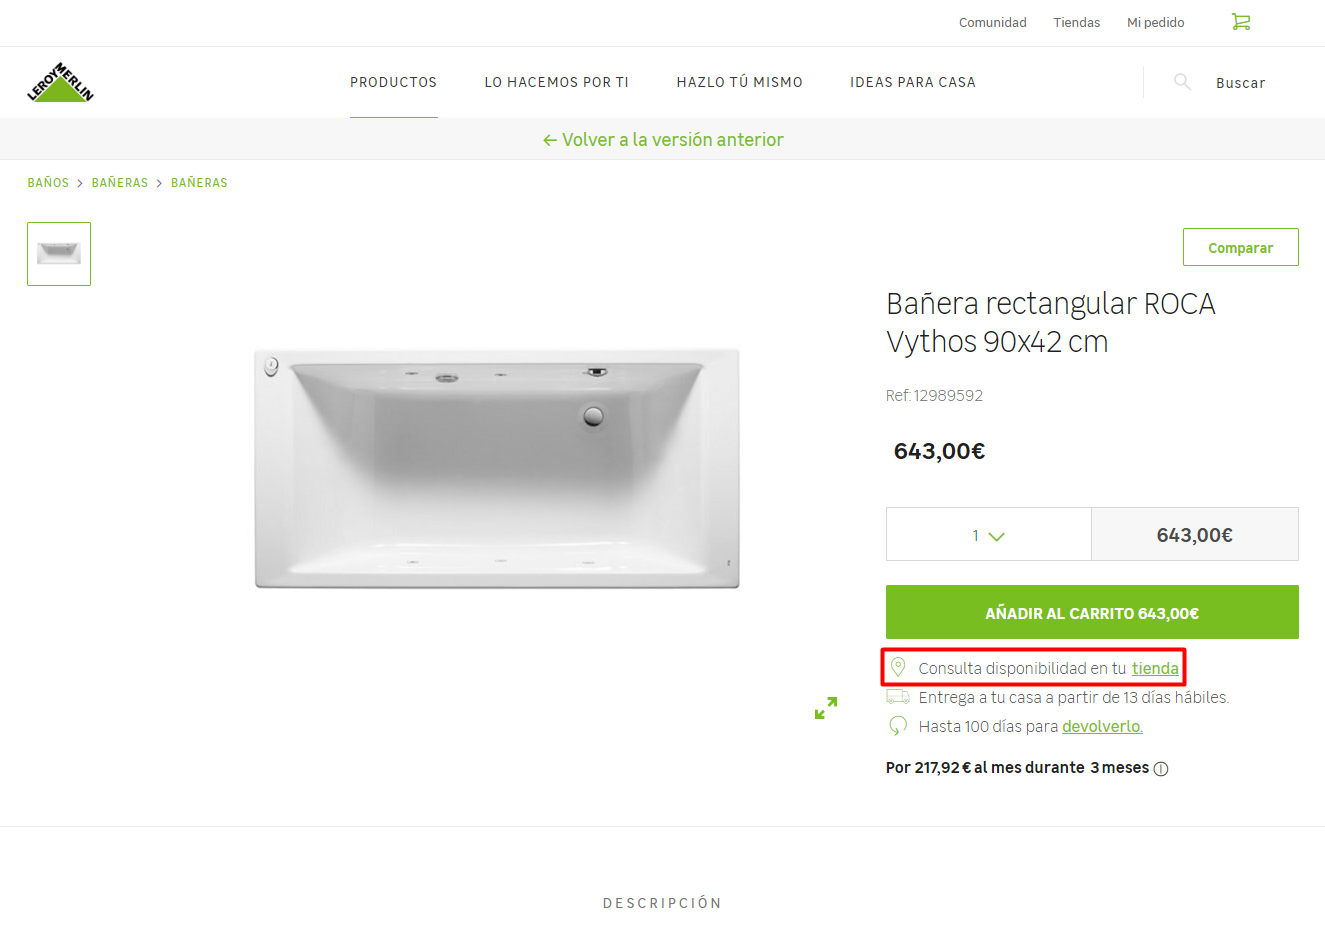 Comunidad Tiendas Mi pedido
LEROY MERLIN
PRODUCTOS LO HACEMOS POR TI HAZLO TÚ MISMO IDEAS PARA CASA Buscar
← Volver a la versión anterior
BAÑOS > BAÑERAS > BAÑERAS
Comparar
Bañera rectangular ROCA
Vythos 90x42 cm
Ref: 12989592
643,00€
1 643,00€
AÑADIR AL CARRITO 643,00€
Consulta disponibilidad en tu tienda
Entrega a tu casa a partir de 13 días hábiles.
Hasta 100 días para devolverlo.
Por 217,92 € al mes durante 3 meses
DESCRIPCIÓN